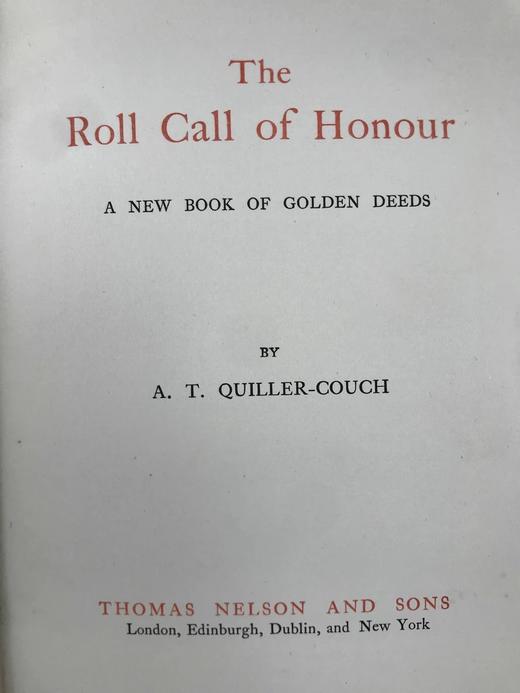 The
Roll Call of Honour
A NEW BOOK OF GOLDEN DEEDS
BY
A. T. QUILLER-COUCH
THOMAS NELSON AND SONS
London, Edinburgh, Dublin, and New York